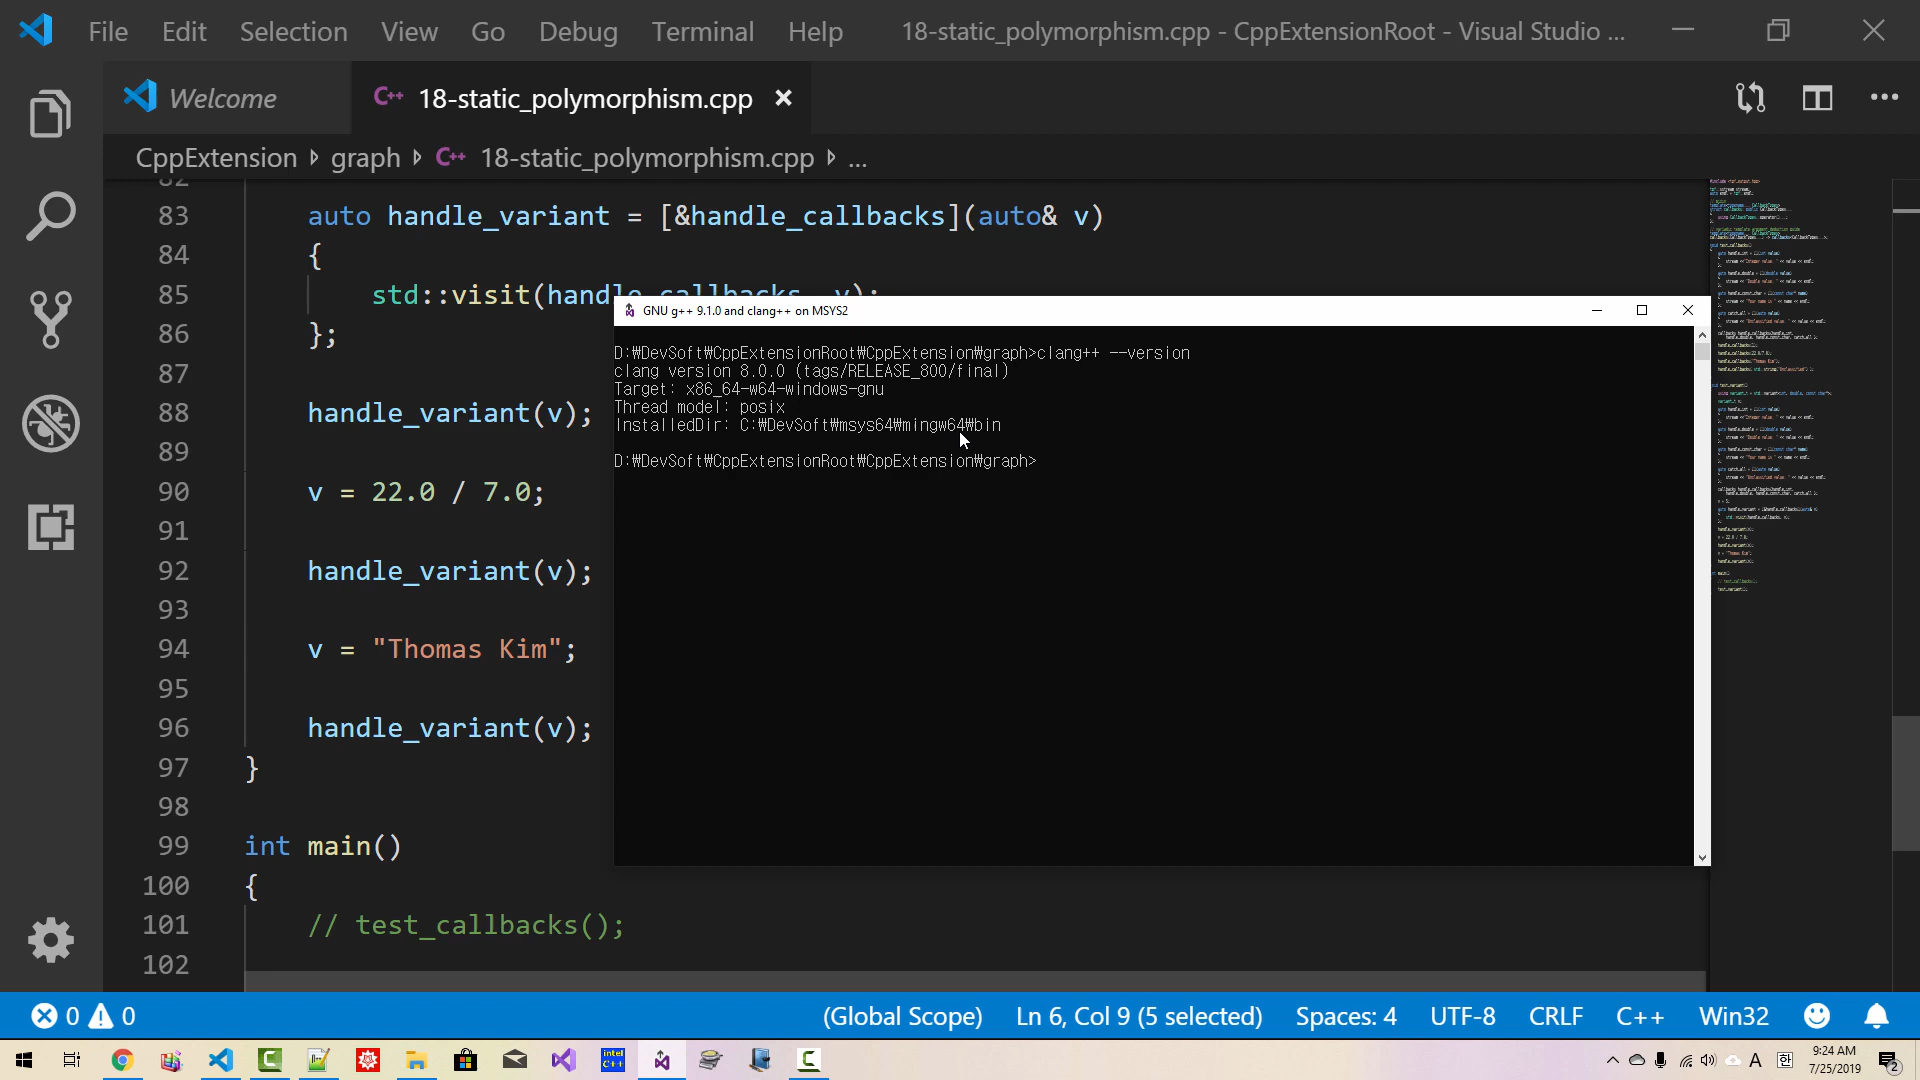 File Edit Selection View Go Debug Terminal Help 18-static_polymorphism.cpp - CppExtensionRoot - Visual Studio ...
Welcome C++ 18-static_polymorphism.cpp
CppExtension graph C++ 18-static_polymorphism.cpp ...
82
83 auto handle_variant = [&handle_callbacks](auto& v)
84 {
85 std::visit(handle_callbacks, v);
86 };
87
88 handle_variant(v);
89
90 v = 22.0 / 7.0;
91
92 handle_variant(v);
93
94 v = "Thomas Kim";
95
96 handle_variant(v);
97 }
98
99 int main()
100 {
101 // test_callbacks();
102
GNU g++ 9.1.0 and clang++ on MSYS2
D:₩DevSoft₩CppExtensionRoot₩CppExtension₩graph>clang++ --version
clang version 8.0.0 (tags/RELEASE_800/final)
Target: x86_64-w64-windows-gnu
Thread model: posix
InstalledDir: C:₩DevSoft₩msys64₩mingw64₩bin
D:₩DevSoft₩CppExtensionRoot₩CppExtension₩graph>
0 0 (Global Scope) Ln 6, Col 9 (5 selected) Spaces: 4 UTF-8 CRLF C++ Win32
intel C++
A 한 9:24 AM
7/25/2019 2